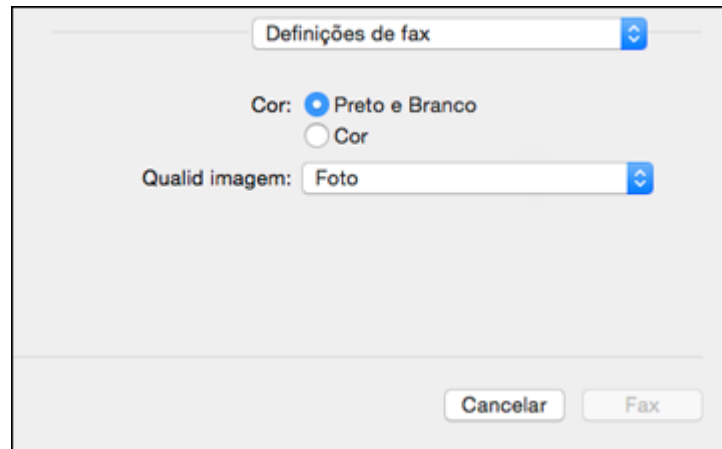 Definições de fax
Cor: Preto e Branco
Cor
Qualid imagem: Foto
Cancelar Fax